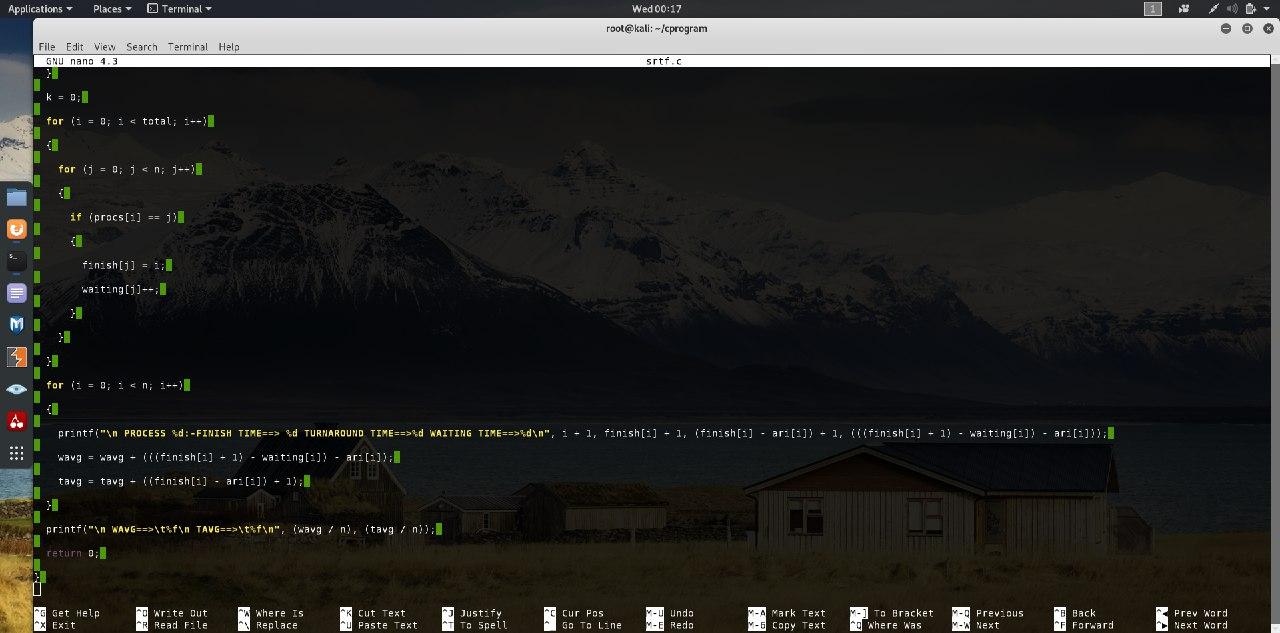 Applications Places Terminal Wed 00:17 1
root@kali: ~/cprogram
File Edit View Search Terminal Help
GNU nano 4.3 srtf.c
}
k = 0;
for (i = 0; i < total; i++)
{
for (j = 0; j < n; j++)
{
if (procs[i] == j)
{
finish[j] = i;
waiting[j]++;
}
}
}
for (i = 0; i < n; i++)
{
printf("\n PROCESS %d:-FINISH TIME==> %d TURNAROUND TIME==>%d WAITING TIME==>%d\n", i + 1, finish[i] + 1, (finish[i] - ari[i]) + 1, (((finish[i] + 1) - waiting[i]) - ari[i]));
wavg = wavg + (((finish[i] + 1) - waiting[i]) - ari[i]);
tavg = tavg + ((finish[i] - ari[i]) + 1);
}
printf("\n WAvG==>\t%f\n TAVG==>\t%f\n", (wavg / n), (tavg / n));
return 0;
}
^G Get Help ^O Write Out ^W Where Is ^K Cut Text ^J Justify ^C Cur Pos M-U Undo M-A Mark Text M-] To Bracket M-Q Previous ^B Back ^◀ Prev Word
^X Exit ^R Read File ^\ Replace ^U Paste Text ^T To Spell ^_ Go To Line M-E Redo M-6 Copy Text ^Q Where Was M-W Next ^F Forward ^▶ Next Word